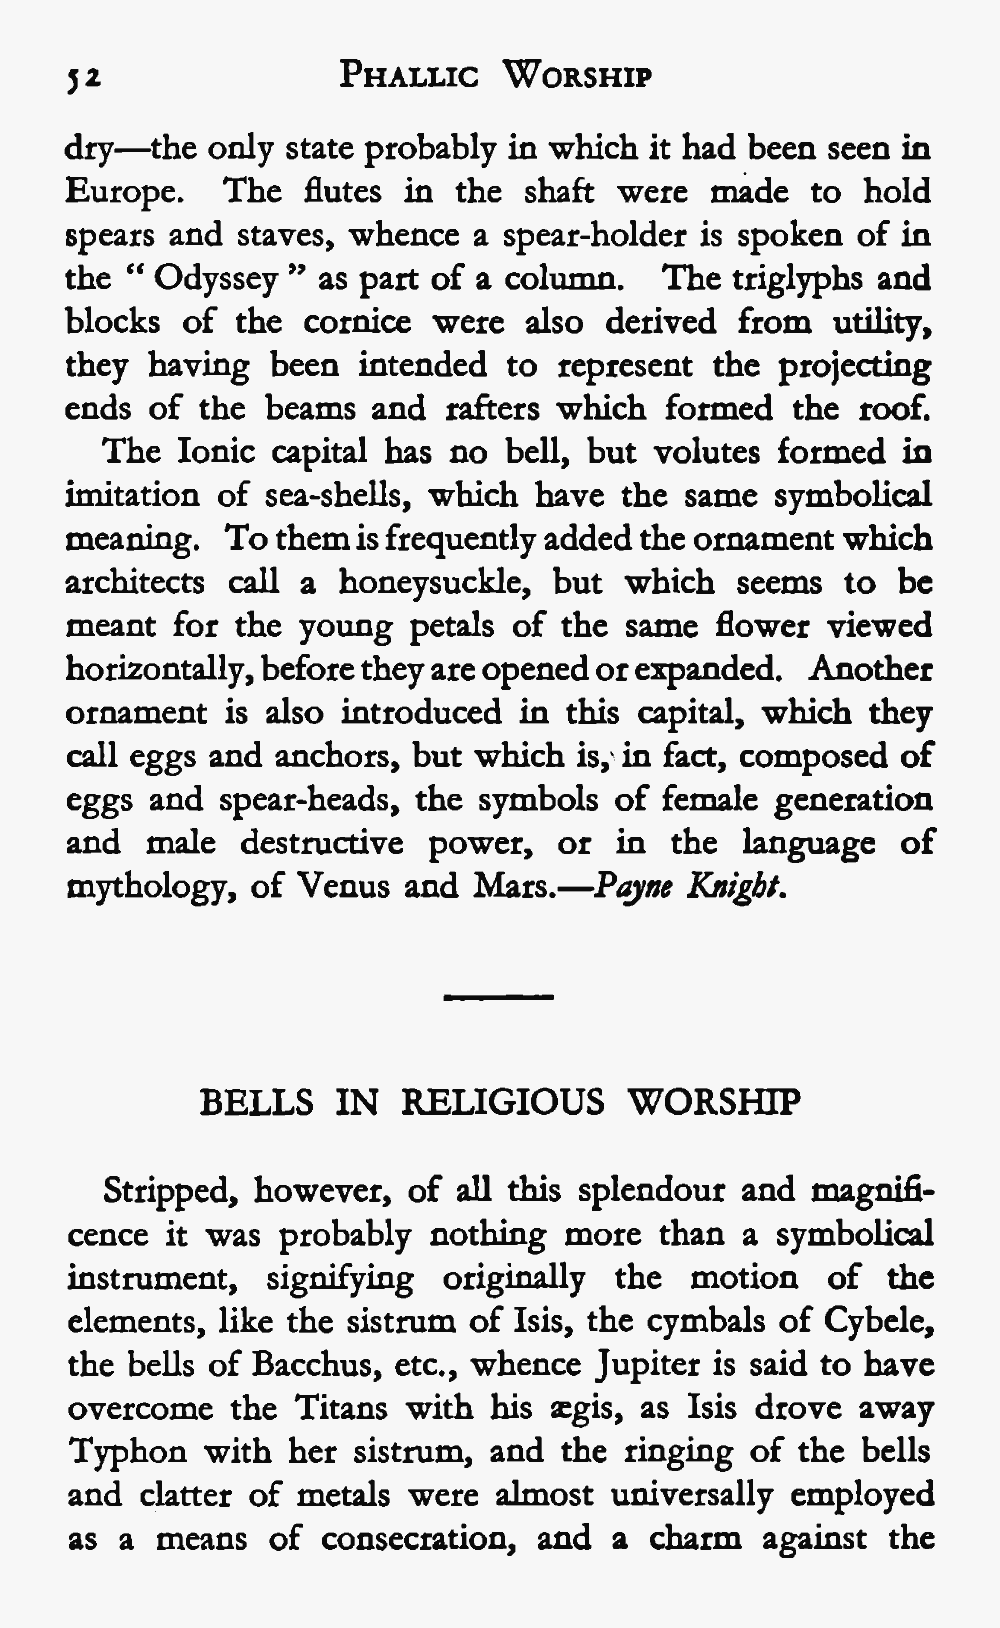 52 Phallic Worship
dry—the only state probably in which it had been seen in
Europe. The flutes in the shaft were made to hold
spears and staves, whence a spear-holder is spoken of in
the “ Odyssey ” as part of a column. The triglyphs and
blocks of the cornice were also derived from utility,
they having been intended to represent the projecting
ends of the beams and rafters which formed the roof.
The Ionic capital has no bell, but volutes formed in
imitation of sea-shells, which have the same symbolical
meaning. To them is frequently added the ornament which
architects call a honeysuckle, but which seems to be
meant for the young petals of the same flower viewed
horizontally, before they are opened or expanded. Another
ornament is also introduced in this capital, which they
call eggs and anchors, but which is, in fact, composed of
eggs and spear-heads, the symbols of female generation
and male destructive power, or in the language of
mythology, of Venus and Mars.—Payne Knight.
BELLS IN RELIGIOUS WORSHIP
Stripped, however, of all this splendour and magnifi-
cence it was probably nothing more than a symbolical
instrument, signifying originally the motion of the
elements, like the sistrum of Isis, the cymbals of Cybele,
the bells of Bacchus, etc., whence Jupiter is said to have
overcome the Titans with his ægis, as Isis drove away
Typhon with her sistrum, and the ringing of the bells
and clatter of metals were almost universally employed
as a means of consecration, and a charm against the